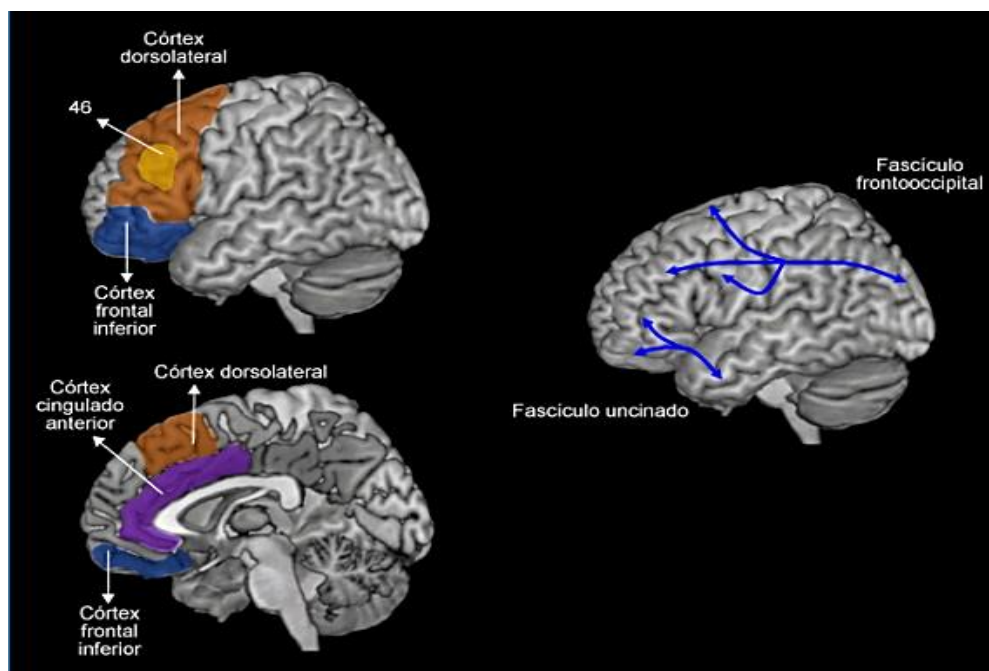 Córtex
dorsolateral
46
Córtex
frontal
inferior
Córtex dorsolateral
Córtex
cingulado
anterior
Córtex
frontal
inferior
Fascículo
frontooccipital
Fascículo uncinado